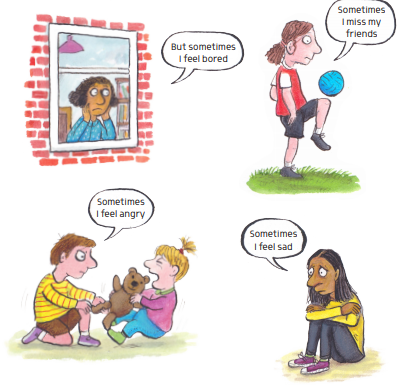 But sometimes
I feel bored
Sometimes
I miss my
friends
Sometimes
I feel angry
Sometimes
I feel sad